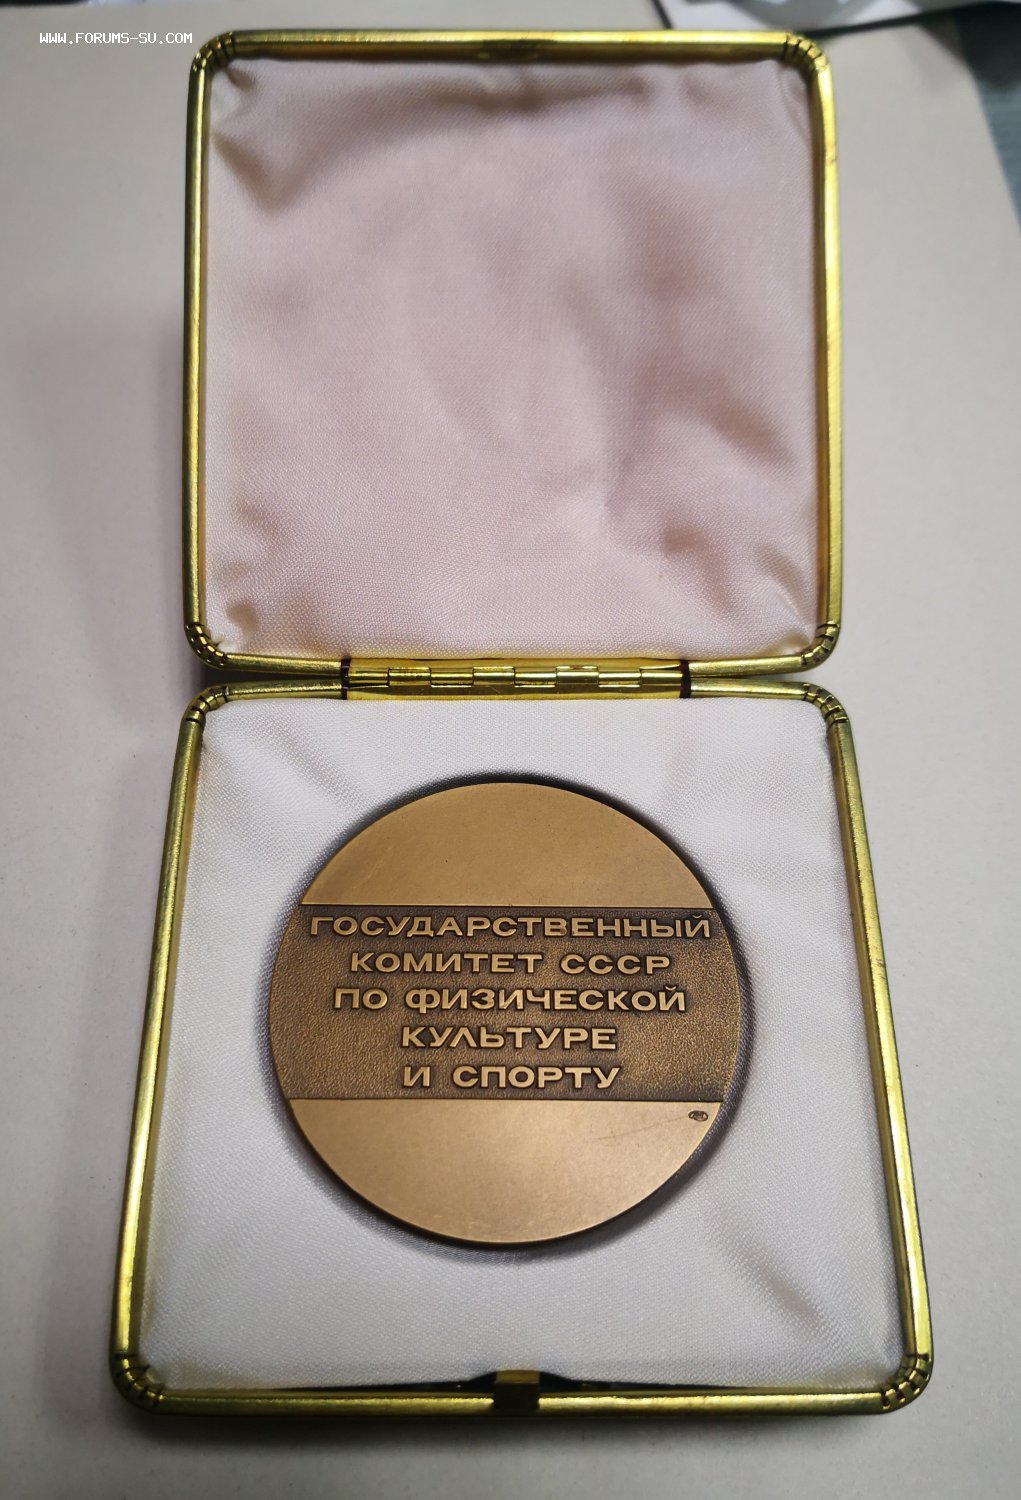 WWW.FORUMS-SU.COM
ГОСУДАРСТВЕННЫЙ
КОМИТЕТ СССР
ПО ФИЗИЧЕСКОЙ
КУЛЬТУРЕ
И СПОРТУ